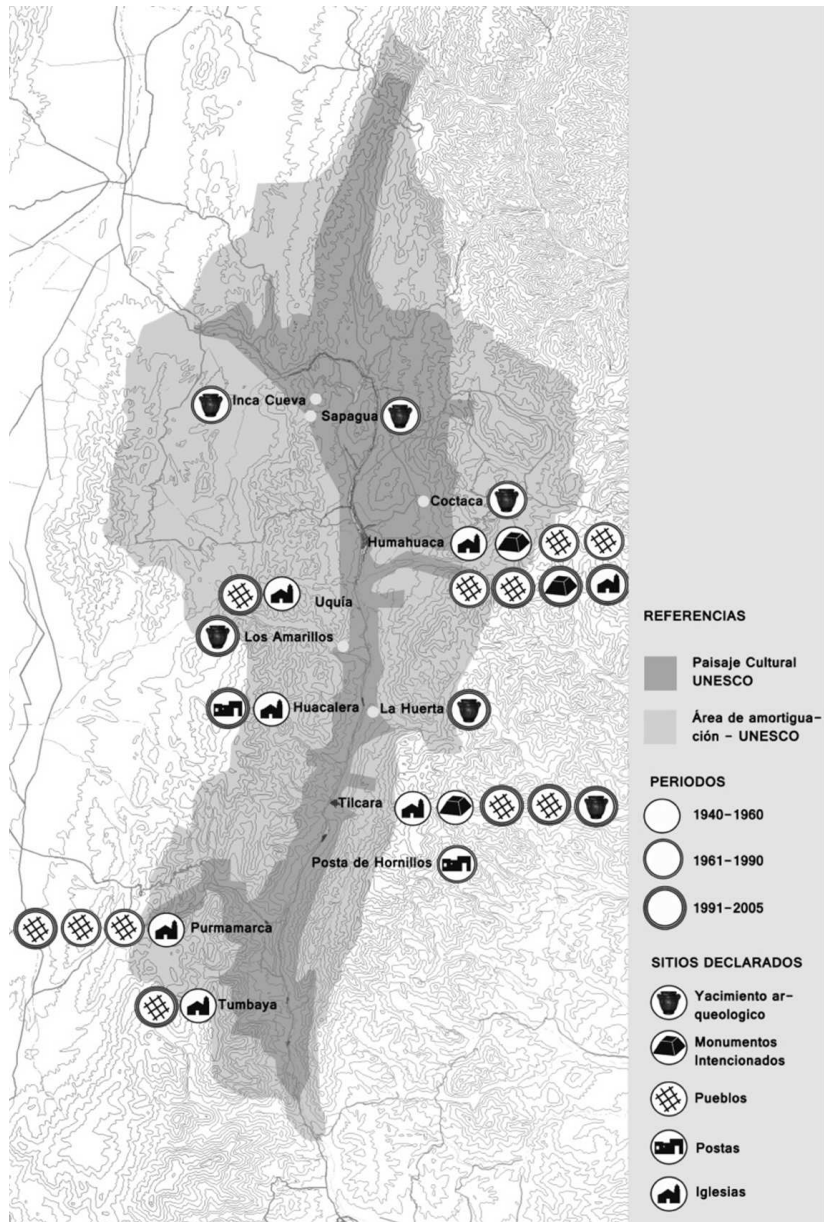 Inca Cueva
Sapagua
Coctaca
Humahuaca
Uquía
Los Amarillos
Huacalera
La Huerta
Tilcara
Posta de Hornillos
Purmamarca
Tumbaya
REFERENCIAS
Paisaje Cultural
UNESCO
Área de amortigua-
ción - UNESCO
PERIODOS
1940-1960
1961-1990
1991-2005
SITIOS DECLARADOS
Yacimiento ar-
queologico
Monumentos
Intencionados
Pueblos
Postas
Iglesias